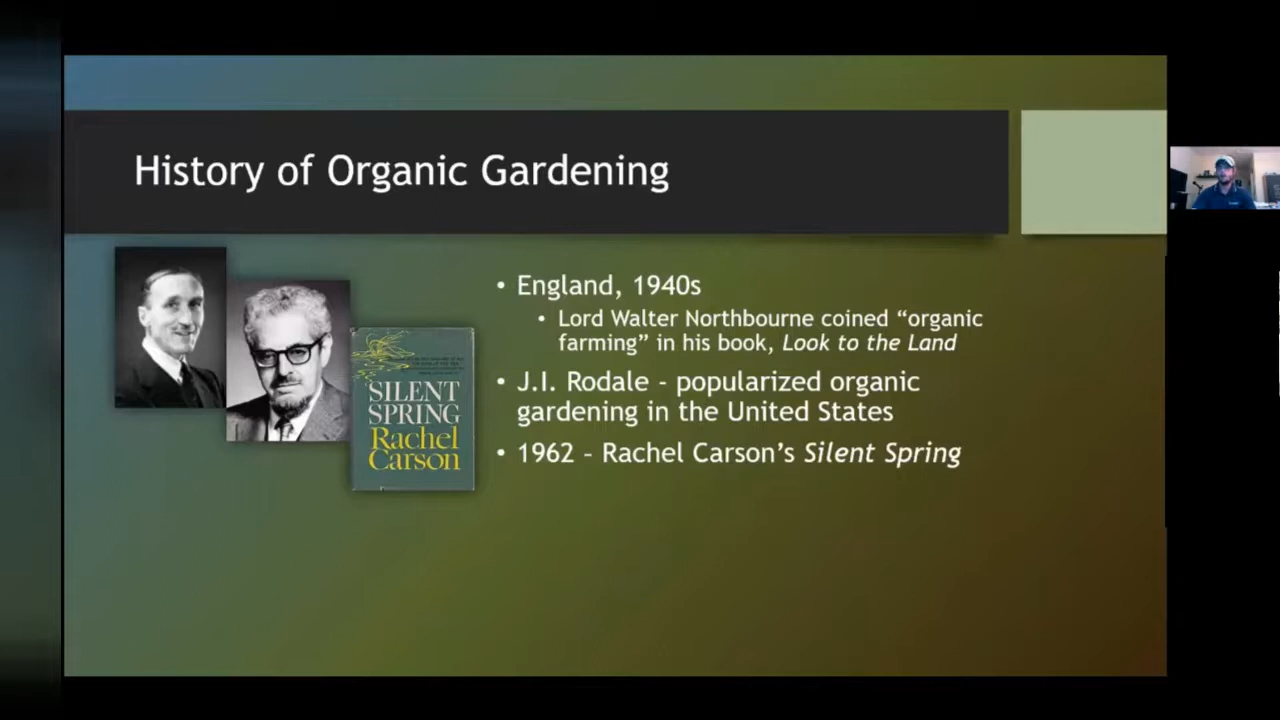 History of Organic Gardening
• England, 1940s
• Lord Walter Northbourne coined “organic
farming” in his book, Look to the Land
• J.I. Rodale - popularized organic
gardening in the United States
• 1962 – Rachel Carson’s Silent Spring
SILENT
SPRING
Rachel
Carson